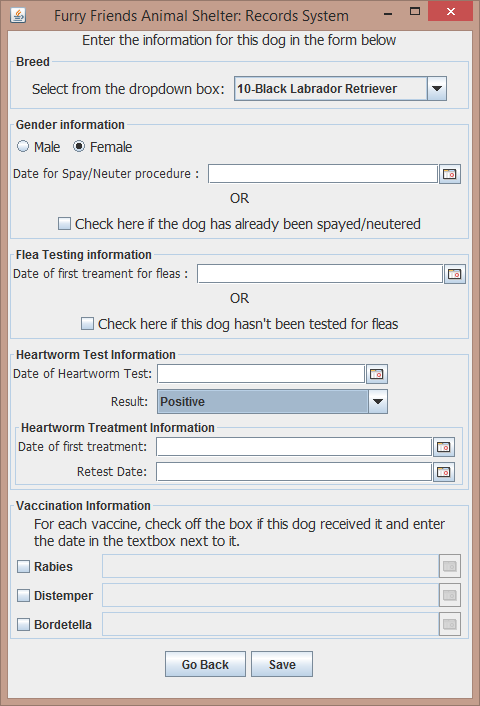 Furry Friends Animal Shelter: Records System
Enter the information for this dog in the form below
Breed
Select from the dropdown box: 10-Black Labrador Retriever
Gender information
Male Female
Date for Spay/Neuter procedure :
OR
Check here if the dog has already been spayed/neutered
Flea Testing information
Date of first treament for fleas :
OR
Check here if this dog hasn't been tested for fleas
Heartworm Test Information
Date of Heartworm Test:
Result: Positive
Heartworm Treatment Information
Date of first treatment:
Retest Date:
Vaccination Information
For each vaccine, check off the box if this dog received it and enter
the date in the textbox next to it.
Rabies
Distemper
Bordetella
Go Back Save